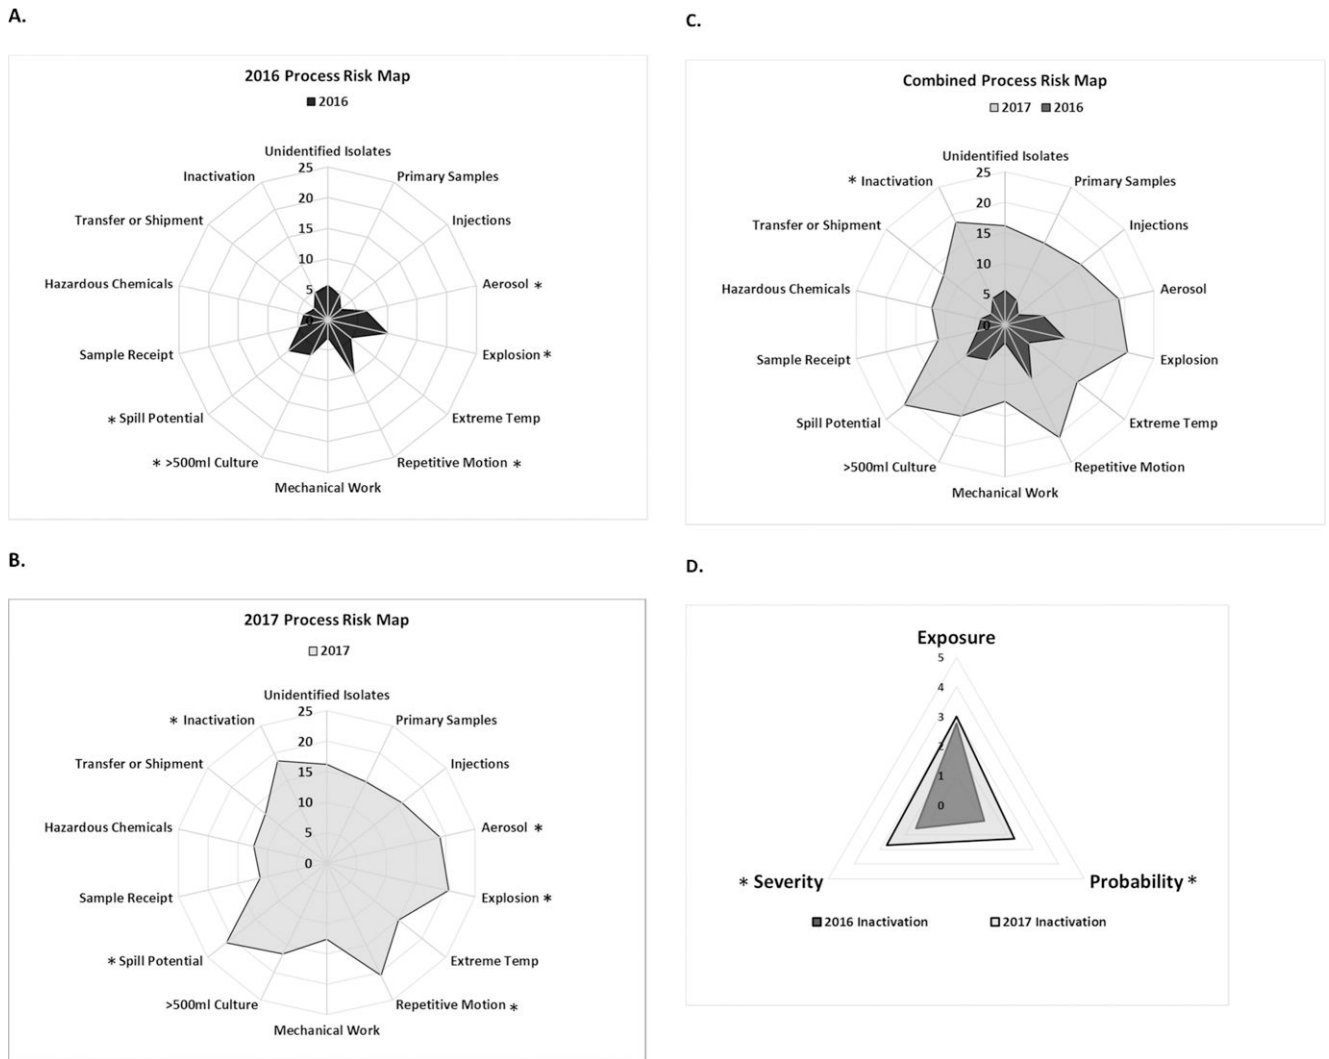 A.
2016 Process Risk Map
2016
Unidentified Isolates
25
Inactivation
Primary Samples
20
Transfer or Shipment
Injections
15
10
Hazardous Chemicals
5
Aerosol *
0
Sample Receipt
Explosion *
* Spill Potential
Extreme Temp
* >500ml Culture
Repetitive Motion *
Mechanical Work
B.
2017 Process Risk Map
2017
Unidentified Isolates
25
* Inactivation
Primary Samples
20
Transfer or Shipment
Injections
15
10
Hazardous Chemicals
5
Aerosol *
0
Sample Receipt
Explosion *
* Spill Potential
Extreme Temp
>500ml Culture
Repetitive Motion *
Mechanical Work
C.
Combined Process Risk Map
2017 2016
Unidentified Isolates
25
* Inactivation
Primary Samples
20
Transfer or Shipment
Injections
15
10
Hazardous Chemicals
5
Aerosol
0
Sample Receipt
Explosion
Spill Potential
Extreme Temp
>500ml Culture
Repetitive Motion
Mechanical Work
D.
Exposure
5
4
3
2
1
0
* Severity
Probability *
2016 Inactivation 2017 Inactivation